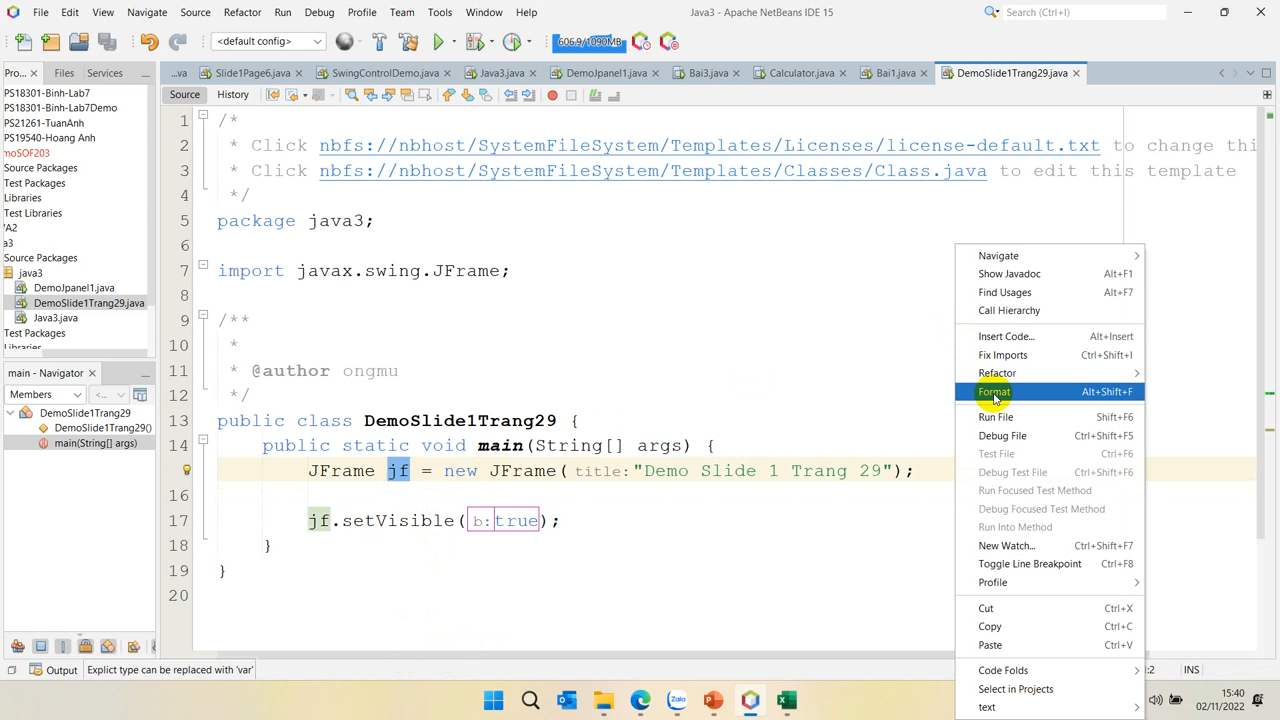 File Edit View Navigate Source Refactor Run Debug Profile Team Tools Window Help
Java3 - Apache NetBeans IDE 15
Search (Ctrl+I)
<default config>
606.9/1090MB
Pro... Files Services
...va Slide1Page6.java SwingControlDemo.java Java3.java DemoJpanel1.java Bai3.java Calculator.java Bai1.java DemoSlide1Trang29.java
Source History
PS18301-Binh-Lab7
PS18301-Binh-Lab7Demo
PS21261-TuanAnh
PS19540-Hoang Anh
moSOF203
Source Packages
Test Packages
Libraries
Test Libraries
VA2
a3
Source Packages
java3
DemoJpanel1.java
DemoSlide1Trang29.java
Java3.java
Test Packages
Libraries
main - Navigator
Members <...
DemoSlide1Trang29
DemoSlide1Trang29()
main(String[] args)
1 /*
2 * Click nbfs://nbhost/SystemFileSystem/Templates/Licenses/license-default.txt to change thi
3 * Click nbfs://nbhost/SystemFileSystem/Templates/Classes/Class.java to edit this template
4 */
5 package java3;
6
7 import javax.swing.JFrame;
8
9 /**
10 *
11 * @author ongmu
12 */
13 public class DemoSlide1Trang29 {
14 public static void main(String[] args) {
JFrame jf = new JFrame(title:"Demo Slide 1 Trang 29");
16
17 jf.setVisible(b:true);
18 }
19 }
20
Navigate
Show Javadoc Alt+F1
Find Usages Alt+F7
Call Hierarchy
Insert Code... Alt+Insert
Fix Imports Ctrl+Shift+I
Refactor
Format Alt+Shift+F
Run File Shift+F6
Debug File Ctrl+Shift+F5
Test File Ctrl+F6
Debug Test File Ctrl+Shift+F6
Run Focused Test Method
Debug Focused Test Method
Run Into Method
New Watch... Ctrl+Shift+F7
Toggle Line Breakpoint Ctrl+F8
Profile
Cut Ctrl+X
Copy Ctrl+C
Paste Ctrl+V
Code Folds
Select in Projects
text
Output Explict type can be replaced with 'var'
:2 INS
Zalo
15:40
02/11/2022